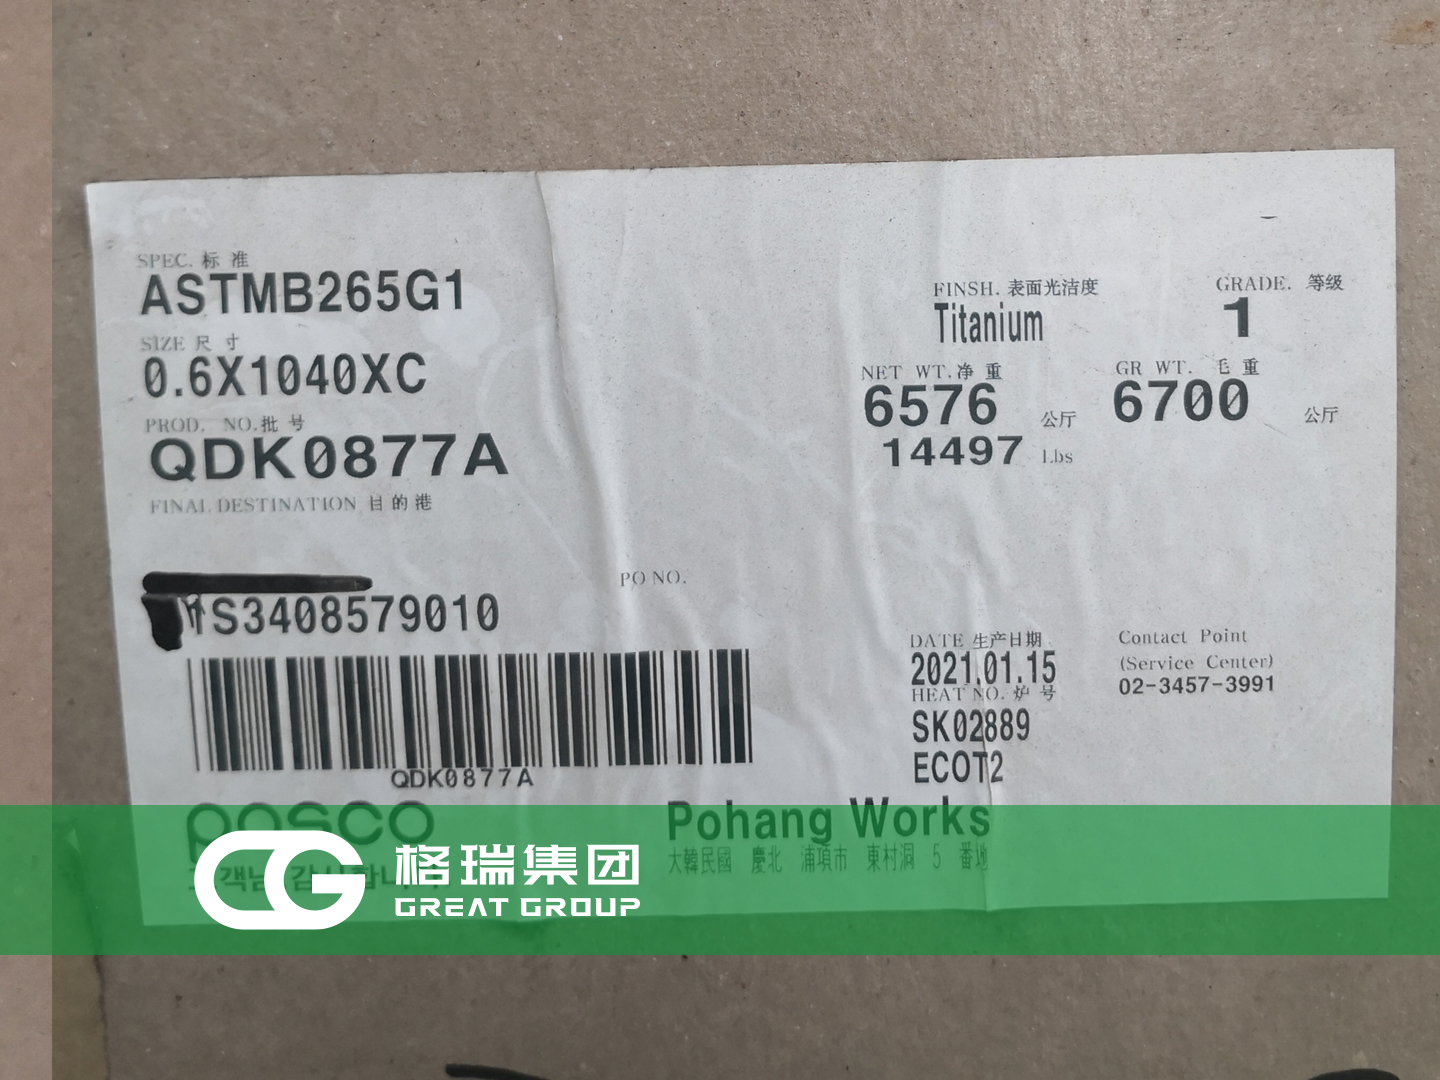 SPEC. 标 准
ASTMB265G1
SIZE 尺 寸
0.6X1040XC
PROD. NO.批 号
QDK0877A
FINAL DESTINATION 目 的 港
FINSH. 表面光洁度
Titanium
GRADE. 等级
1
NET WT.净 重
6576 公斤
14497 Lbs
GR WT. 毛 重
6700 公斤
S3408579010
PO NO.
QDK0877A
DATE 生产日期
2021.01.15
HEAT NO. 炉 号
SK02889
ECOT2
Contact Point
(Service Center)
02-3457-3991
posco
Pohang Works
大韓民國 慶北 浦項市 東村洞 5 番地
格瑞集团
GREAT GROUP